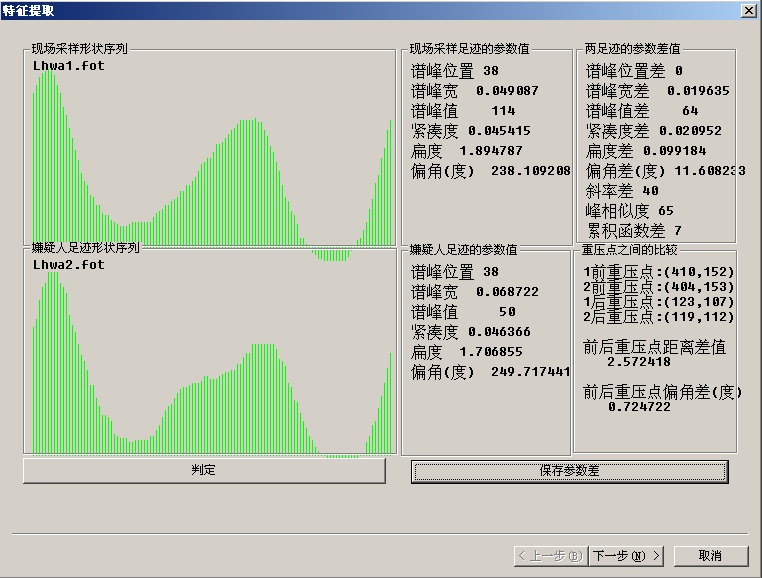 特征提取
现场采样形状序列
Lhwa1.fot
嫌疑人足迹形状序列
Lhwa2.fot
判定
现场采样足迹的参数值
谱峰位置 38
谱峰宽 0.049087
谱峰值 114
紧凑度 0.045415
扁度 1.894787
偏角(度) 238.109208
嫌疑人足迹的参数值
谱峰位置 38
谱峰宽 0.068722
谱峰值 50
紧凑度 0.046366
扁度 1.706855
偏角(度) 249.717441
两足迹的参数差值
谱峰位置差 0
谱峰宽差 0.019635
谱峰值差 64
紧凑度差 0.020952
扁度差 0.099184
偏角差(度) 11.608233
斜率差 40
峰相似度 65
累积函数差 7
重压点之间的比较
1前重压点:(410,152)
2前重压点:(404,153)
1后重压点:(123,107)
2后重压点:(119,112)
前后重压点距离差值
2.572418
前后重压点偏角差(度)
0.724722
保存参数差
< 上一步(B)
下一步(N) >
取消